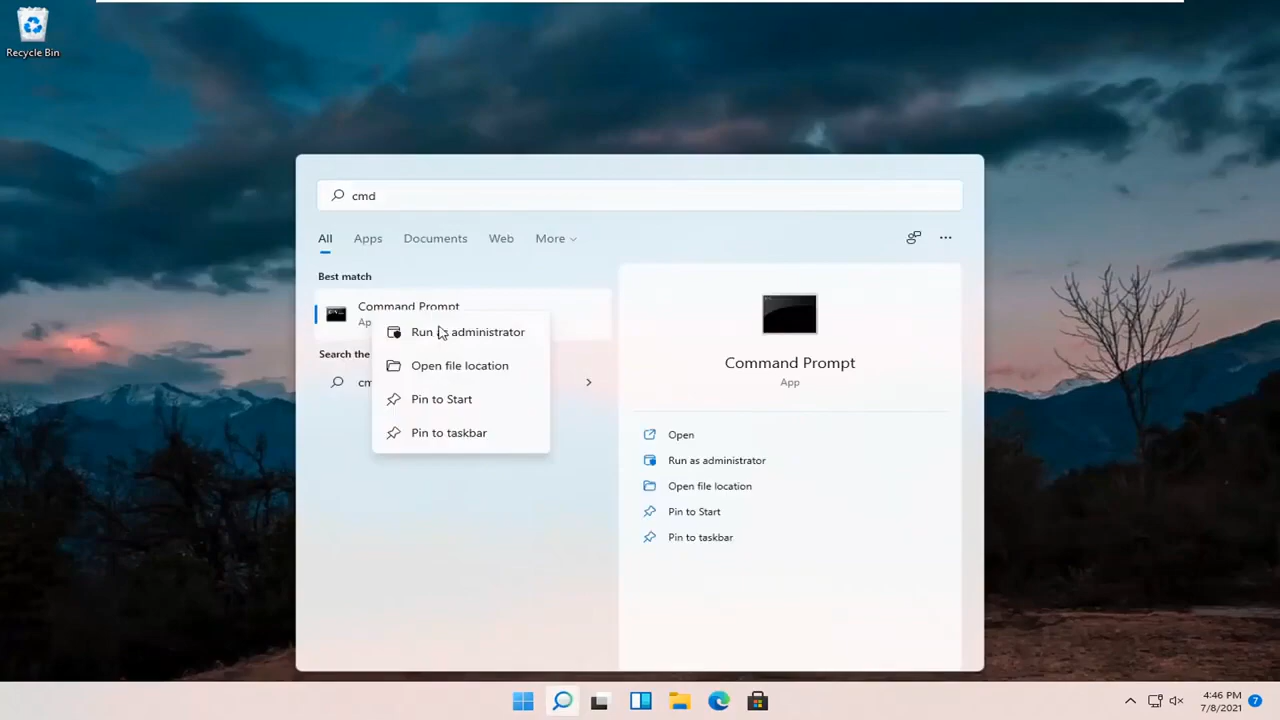 Recycle Bin
cmd
All Apps Documents Web More
Best match
Command Prompt
Ap
Run as administrator
Search the
Open file location
cm
Pin to Start
Pin to taskbar
Command Prompt
App
Open
Run as administrator
Open file location
Pin to Start
Pin to taskbar
4:46 PM
7/8/2021
7